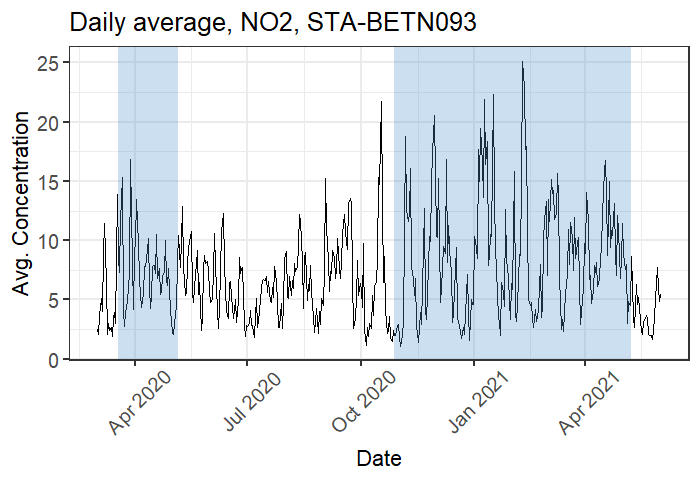 Daily average, NO2, STA-BETN093
Avg. Concentration
25
20
15
10
5
0
Apr 2020
Jul 2020
Oct 2020
Jan 2021
Apr 2021
Date